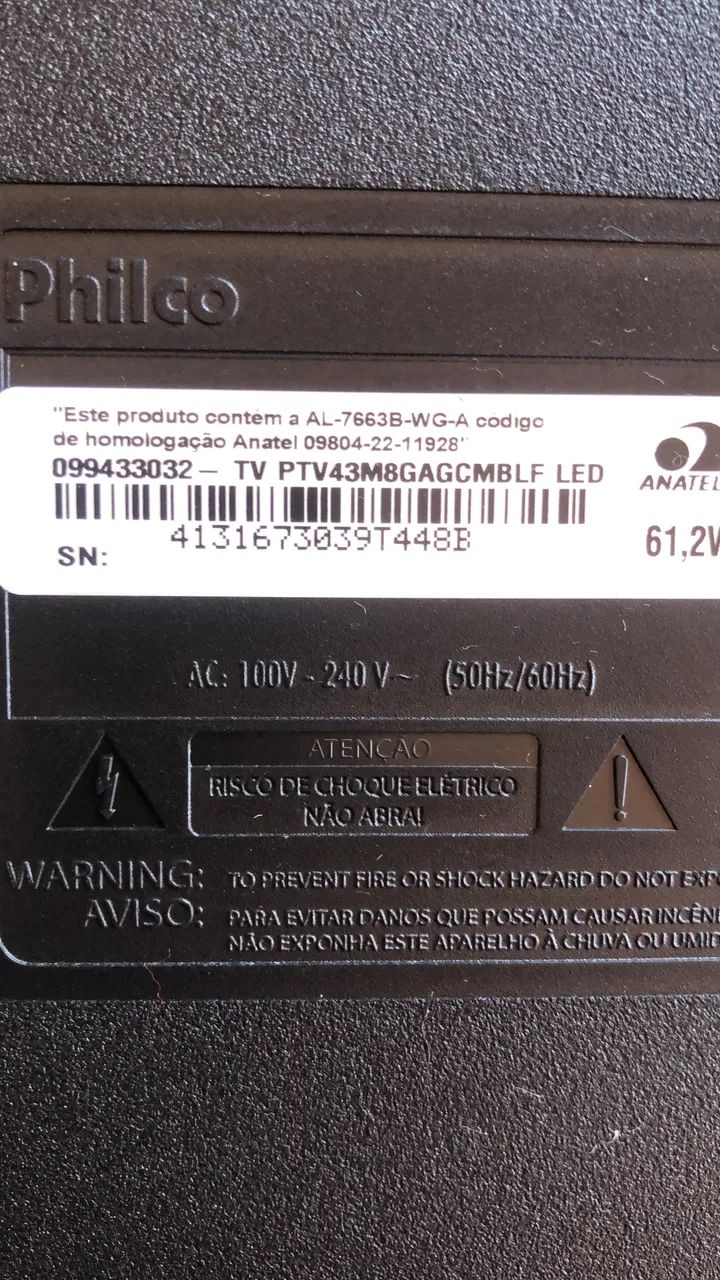 Philco
"Este produto contém a AL-7663B-WG-A código
de homologação Anatel 09804-22-11928"
099433032 – TV PTV43M8GAGCMBLF LED
ANATEL
SN: 4131673039T448B
61,2W
AC: 100V - 240 V ~ (50Hz/60Hz)
ATENÇÃO
RISCO DE CHOQUE ELÉTRICO
NÃO ABRA!
WARNING: TO PREVENT FIRE OR SHOCK HAZARD DO NOT
AVISO: PARA EVITAR DANOS QUE POSSAM CAUSAR
NÃO EXPONHA ESTE APARELHO À CHUVA OU